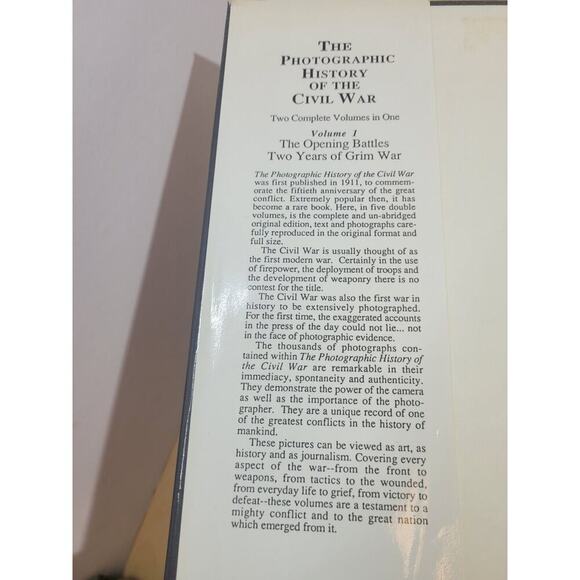 THE
PHOTOGRAPHIC
HISTORY
OF THE
CIVIL WAR
Two Complete Volumes in One
Volume 1
The Opening Battles
Two Years of Grim War
The Photographic History of the Civil War
was first published in 1911, to commem-
orate the fiftieth anniversary of the great
conflict. Extremely popular then, it has
become a rare book. Here, in five double
volumes, is the complete and un-abridged
original edition, text and photographs care-
fully reproduced in the original format and
full size.
The Civil War is usually thought of as
the first modern war. Certainly in the use
of firepower, the deployment of troops and
the development of weaponry there is no
contest for the title.
The Civil War was also the first war in
history to be extensively photographed.
For the first time, the exaggerated accounts
in the press of the day could not lie... not
in the face of photographic evidence.
The thousands of photographs con-
tained within The Photographic History of
the Civil War are remarkable in their
immediacy, spontaneity and authenticity.
They demonstrate the power of the camera
as well as the importance of the photo-
grapher. They are a unique record of one
of the greatest conflicts in the history of
mankind.
These pictures can be viewed as art, as
history and as journalism. Covering every
aspect of the war--from the front to
weapons, from tactics to the wounded,
from everyday life to grief, from victory to
defeat--these volumes are a testament to a
mighty conflict and to the great nation
which emerged from it.